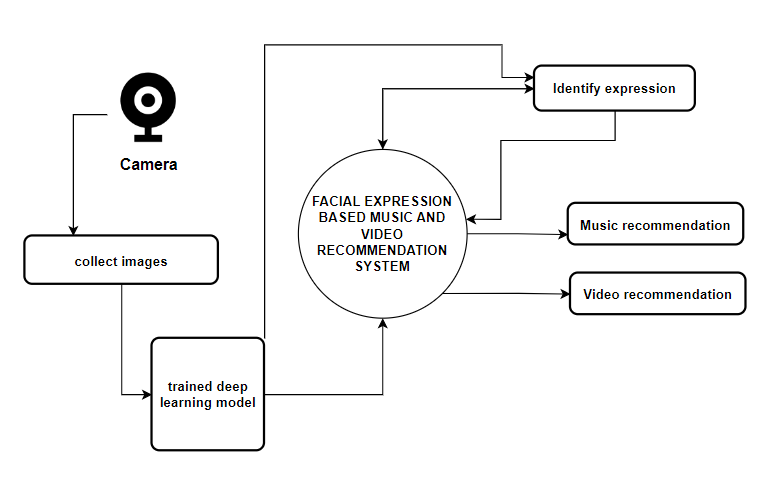 Camera
collect images
trained deep
learning model
FACIAL EXPRESSION
BASED MUSIC AND
VIDEO
RECOMMENDATION
SYSTEM
Identify expression
Music recommendation
Video recommendation